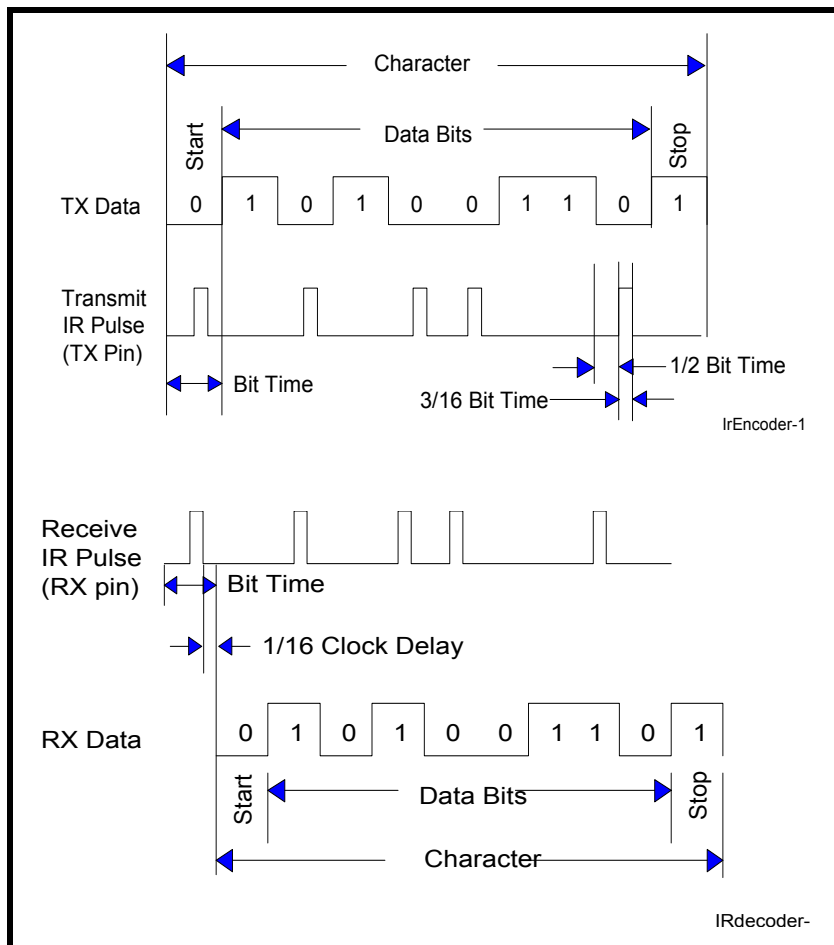 Character
Start
Data Bits
Stop
TX Data
0 1 0 1 0 0 1 1 0 1
Transmit
IR Pulse
(TX Pin)
Bit Time
1/2 Bit Time
3/16 Bit Time
IrEncoder-1
Receive
IR Pulse
(RX pin)
Bit Time
1/16 Clock Delay
RX Data
0 1 0 1 0 0 1 1 0 1
Start
Data Bits
Stop
Character
IRdecoder-